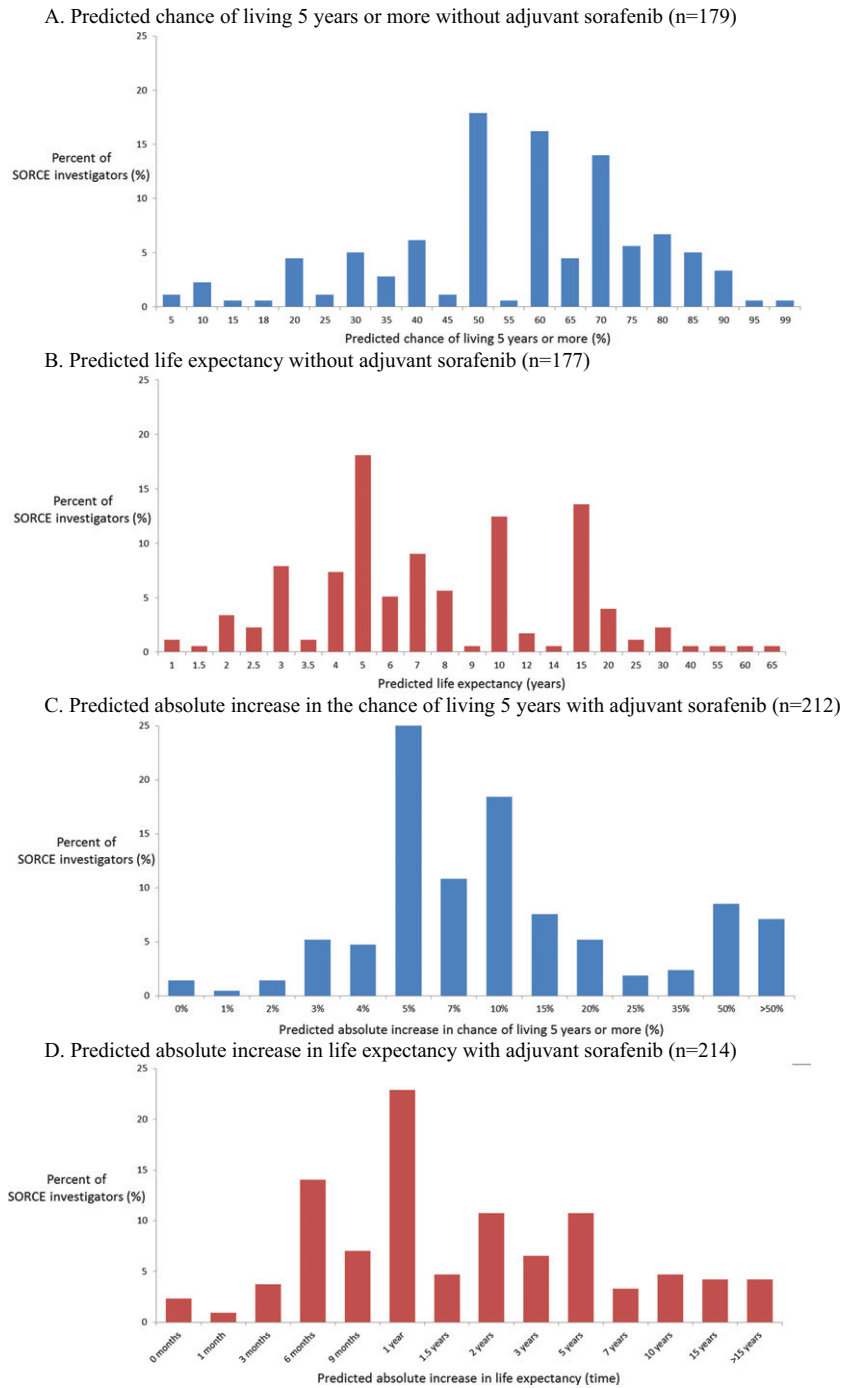 A. Predicted chance of living 5 years or more without adjuvant sorafenib (n=179)
25
20
15
10
5
0
Percent of
SORCE investigators (%)
5 10 15 18 20 25 30 35 40 45 50 55 60 65 70 75 80 85 90 95 99
Predicted chance of living 5 years or more (%)
B. Predicted life expectancy without adjuvant sorafenib (n=177)
25
20
15
10
5
0
Percent of
SORCE investigators (%)
1 1.5 2 2.5 3 3.5 4 5 6 7 8 9 10 12 14 15 20 25 30 40 55 60 65
Predicted life expectancy (years)
C. Predicted absolute increase in the chance of living 5 years with adjuvant sorafenib (n=212)
25
20
15
10
5
0
Percent of
SORCE investigators (%)
0% 1% 2% 3% 4% 5% 7% 10% 15% 20% 25% 35% 50% >50%
Predicted absolute increase in chance of living 5 years or more (%)
D. Predicted absolute increase in life expectancy with adjuvant sorafenib (n=214)
25
20
15
10
5
0
Percent of
SORCE investigators (%)
0 months 1 month 3 months 6 months 9 months 1 year 1.5 years 2 years 3 years 5 years 7 years 10 years 15 years >15 years
Predicted absolute increase in life expectancy (time)